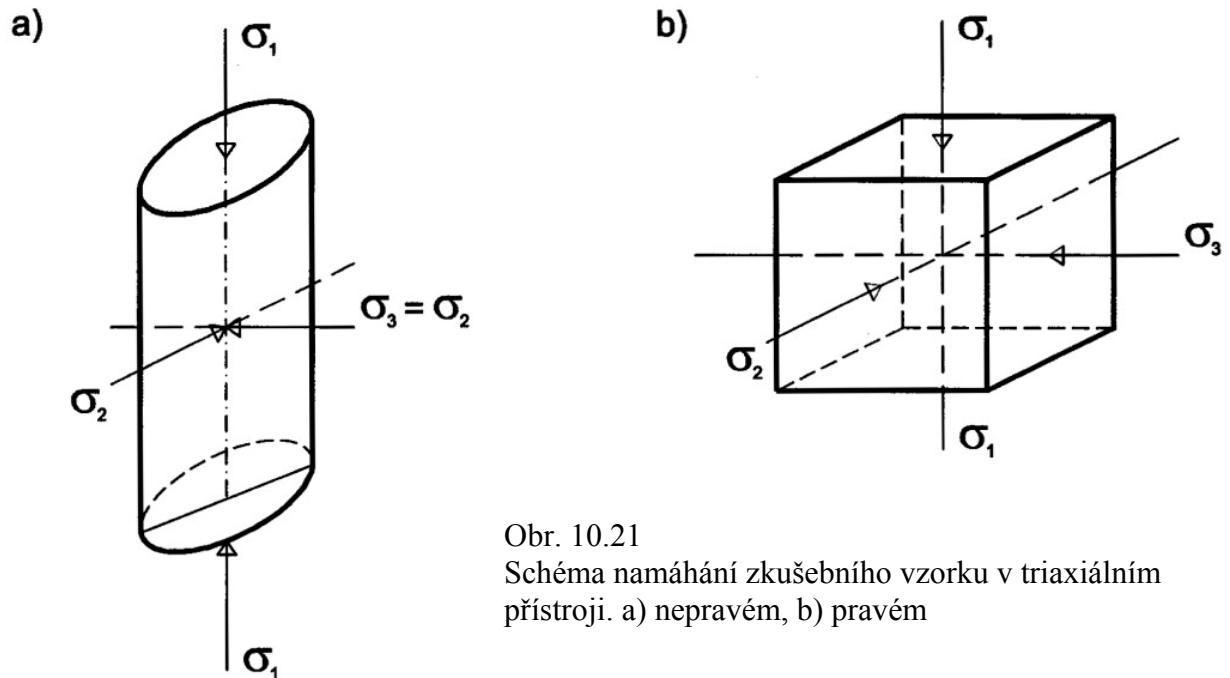 a)
σ₁
σ₃ = σ₂
σ₂
σ₁
b)
σ₁
σ₃
σ₂
σ₁
Obr. 10.21
Schéma namáhání zkušebního vzorku v triaxiálním
přístroji. a) nepravém, b) pravém